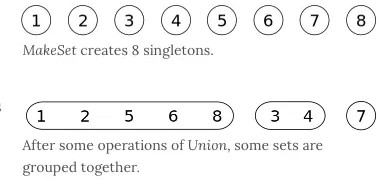 1 2 3 4 5 6 7 8
MakeSet creates 8 singletons.
1 2 5 6 8 3 4 7
After some operations of Union, some sets are
grouped together.